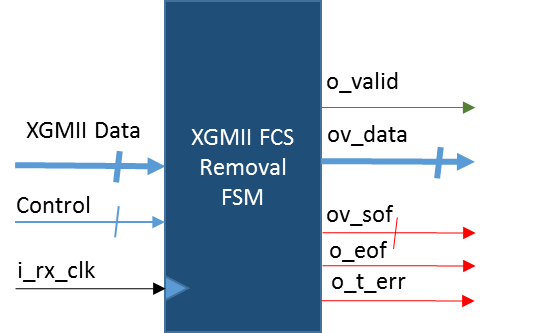 o_valid
XGMII Data
XGMII FCS
Removal
FSM
ov_data
Control
ov_sof
o_eof
i_rx_clk
o_t_err